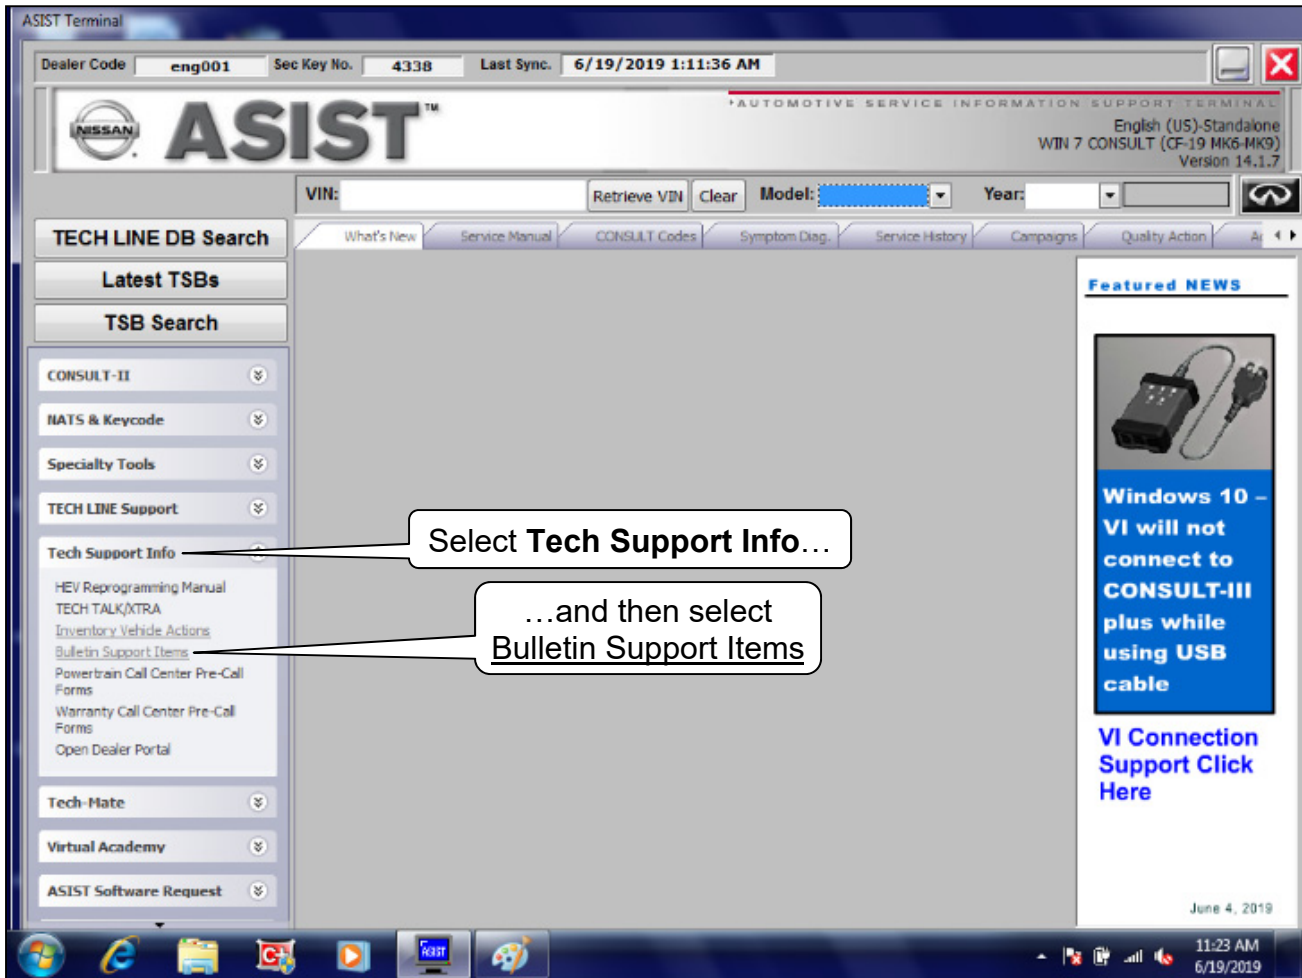 ASIST Terminal
Dealer Code eng001 Sec Key No. 4338 Last Sync. 6/19/2019 1:11:36 AM
NISSAN ASIST™
AUTOMOTIVE SERVICE INFORMATION SUPPORT TERMINAL
English (US)-Standalone
WIN 7 CONSULT (CF-19 MK6-MK9)
Version 14.1.7
VIN: Retrieve VIN Clear Model: Year:
What's New Service Manual CONSULT Codes Symptom Diag. Service History Campaigns Quality Action
TECH LINE DB Search
Latest TSBs
TSB Search
CONSULT-II
NATS & Keycode
Specialty Tools
TECH LINE Support
Tech Support Info
HEV Reprogramming Manual
TECH TALK/XTRA
Inventory Vehicle Actions
Bulletin Support Items
Powertrain Call Center Pre-Call
Forms
Warranty Call Center Pre-Call
Forms
Open Dealer Portal
Tech-Mate
Virtual Academy
ASIST Software Request
Select Tech Support Info…
…and then select
Bulletin Support Items
Featured NEWS
Windows 10 –
VI will not
connect to
CONSULT-III
plus while
using USB
cable
VI Connection
Support Click
Here
June 4, 2019
ASIST
11:23 AM
6/19/2019